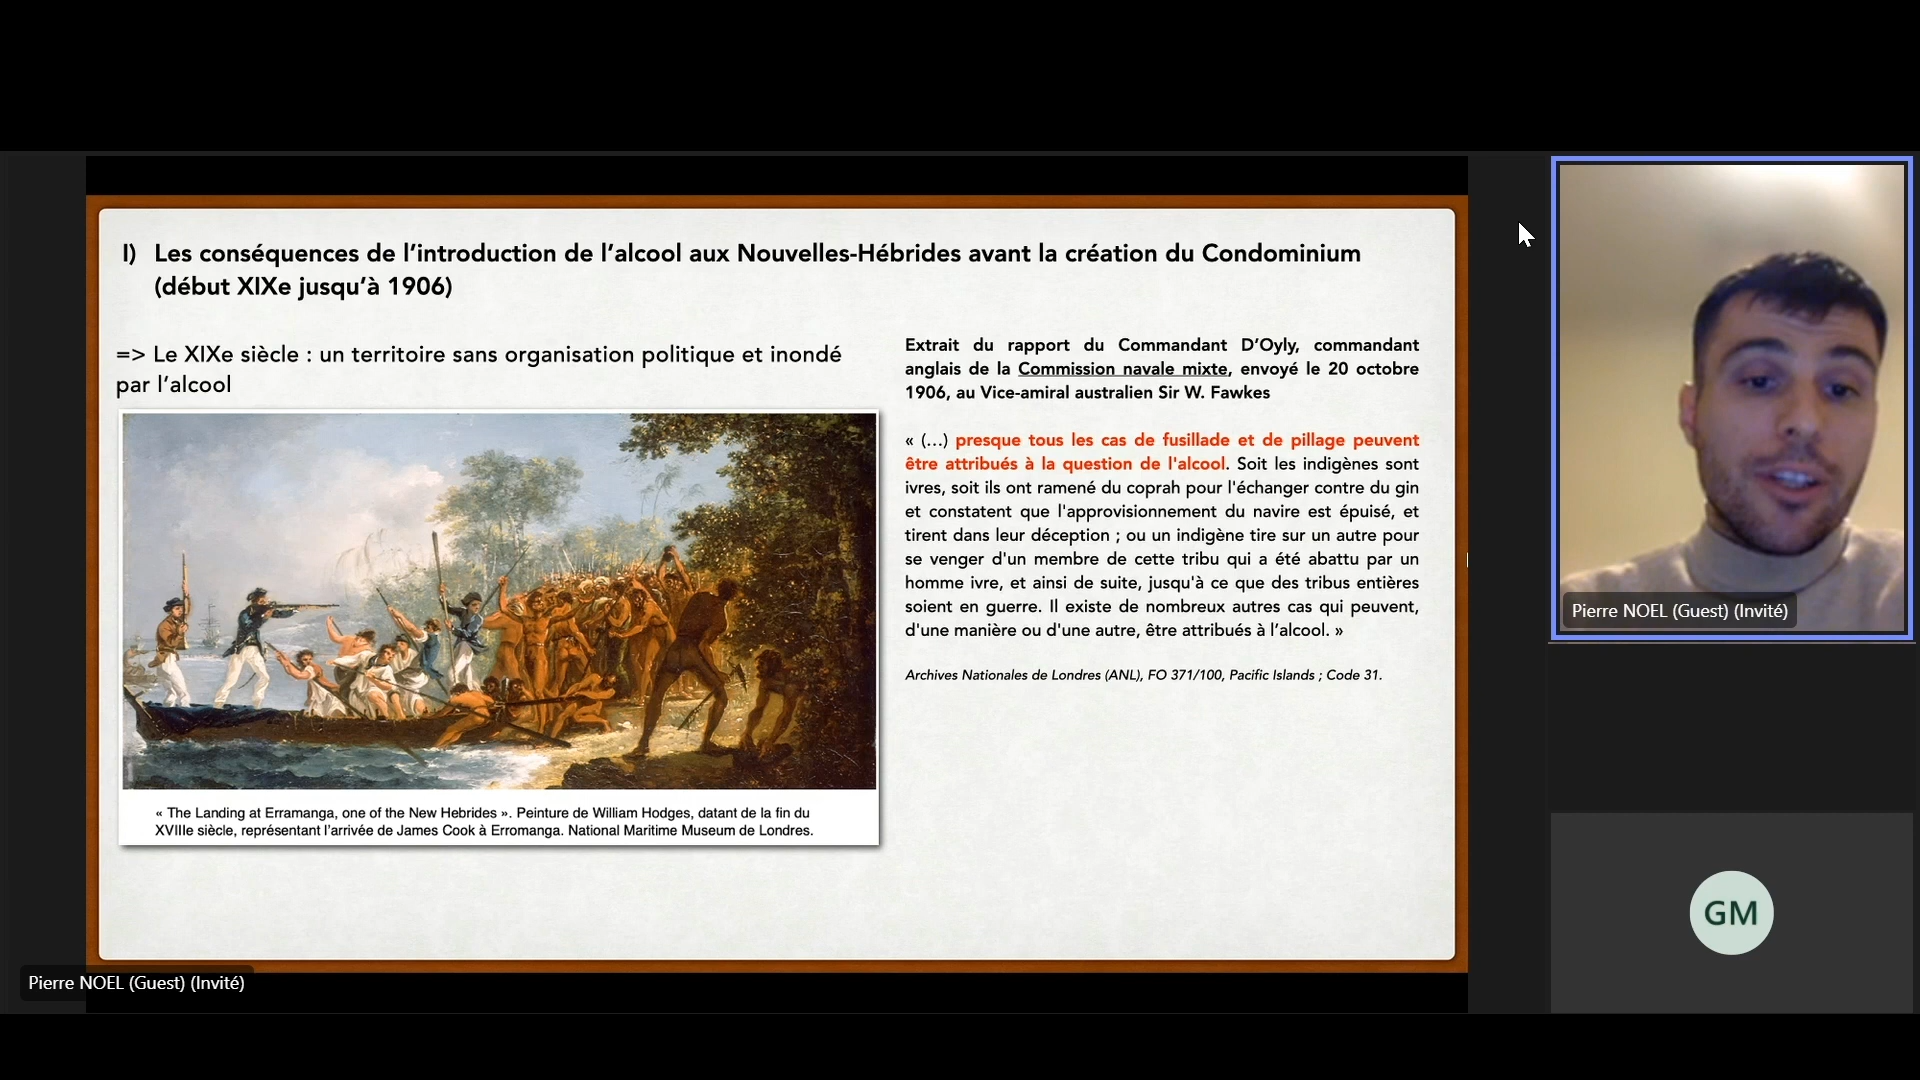 I) Les conséquences de l’introduction de l’alcool aux Nouvelles-Hébrides avant la création du Condominium
(début XIXe jusqu’à 1906)
=> Le XIXe siècle : un territoire sans organisation politique et inondé
par l’alcool
« The Landing at Erramanga, one of the New Hebrides ». Peinture de William Hodges, datant de la fin du
XVIIIe siècle, représentant l’arrivée de James Cook à Erromanga. National Maritime Museum de Londres.
Extrait du rapport du Commandant D’Oyly, commandant
anglais de la Commission navale mixte, envoyé le 20 octobre
1906, au Vice-amiral australien Sir W. Fawkes
« (…) presque tous les cas de fusillade et de pillage peuvent
être attribués à la question de l'alcool. Soit les indigènes sont
ivres, soit ils ont ramené du coprah pour l'échanger contre du gin
et constatent que l'approvisionnement du navire est épuisé, et
tirent dans leur déception ; ou un indigène tire sur un autre pour
se venger d'un membre de cette tribu qui a été abattu par un
homme ivre, et ainsi de suite, jusqu'à ce que des tribus entières
soient en guerre. Il existe de nombreux autres cas qui peuvent,
d'une manière ou d'une autre, être attribués à l’alcool. »
Archives Nationales de Londres (ANL), FO 371/100, Pacific Islands ; Code 31.
Pierre NOEL (Guest) (Invité)
Pierre NOEL (Guest) (Invité)
GM